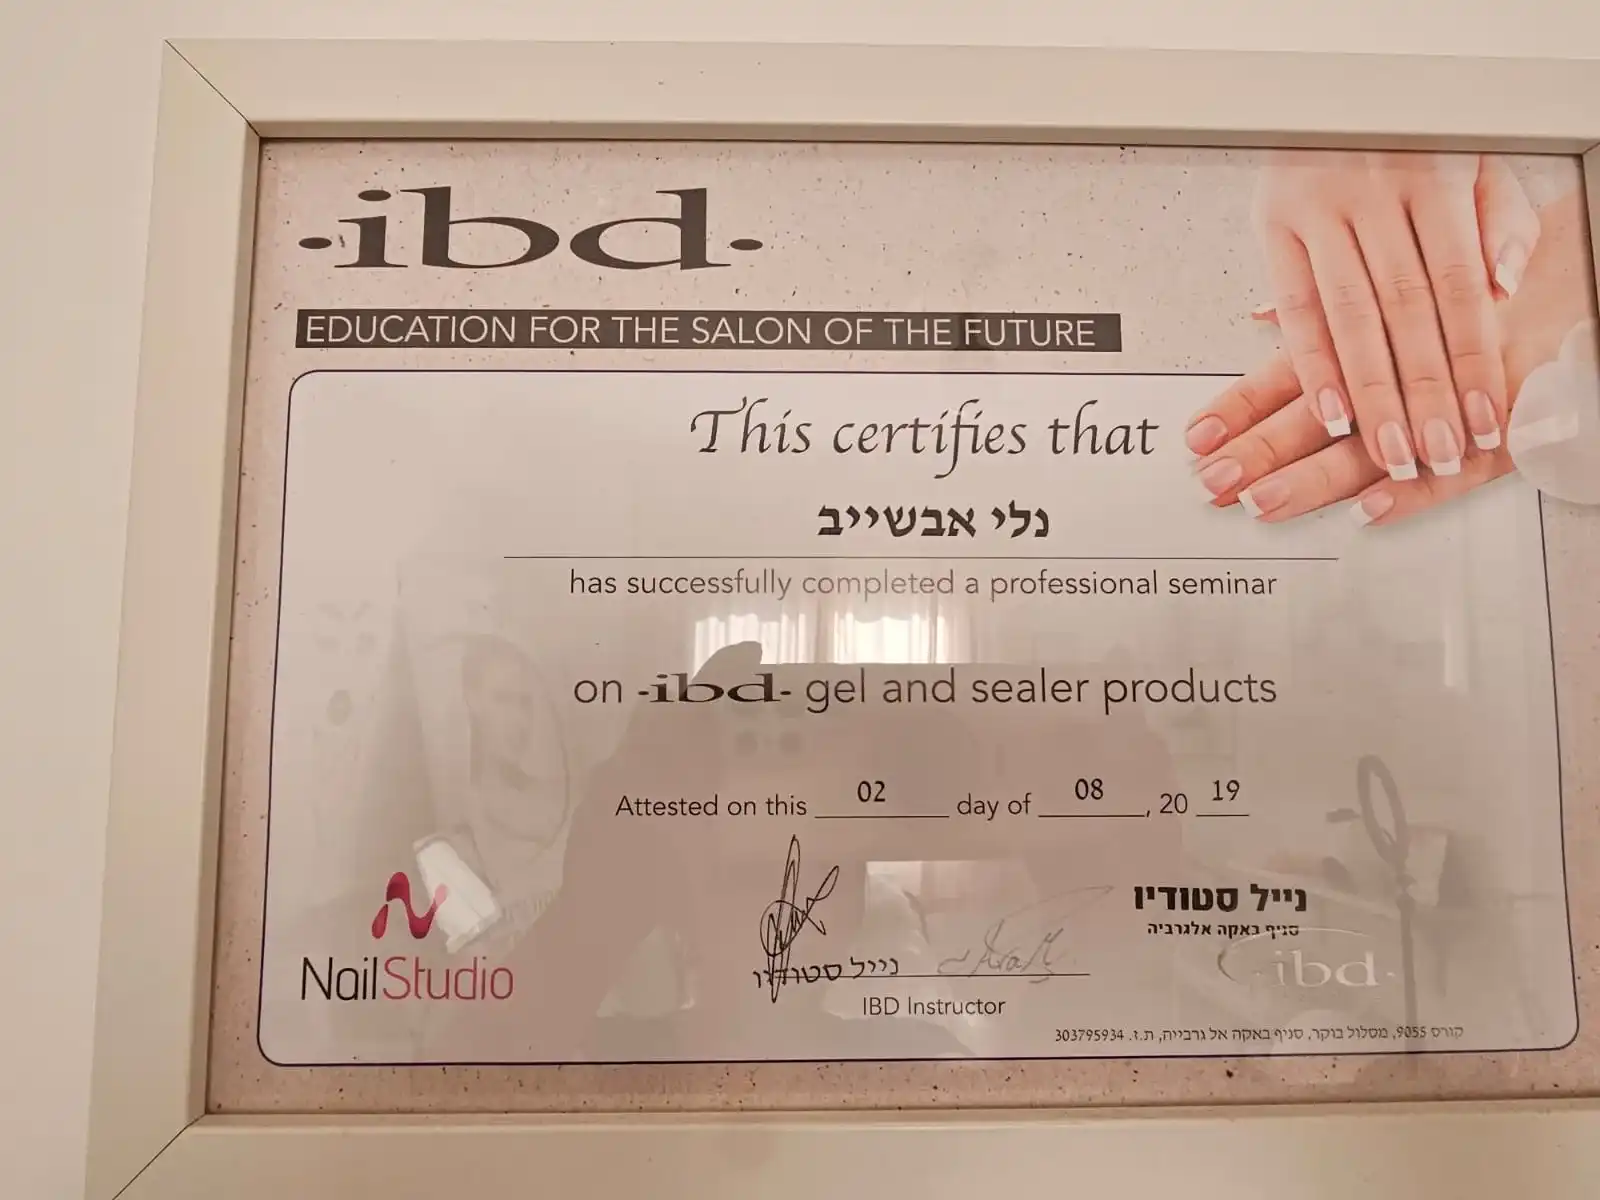 ·ibd·
EDUCATION FOR THE SALON OF THE FUTURE
This certifies that
נלי אבשייב
has successfully completed a professional seminar
on ·ibd· gel and sealer products
Attested on this 02 day of 08, 20 19
נייל סטודיו
סניף באקה אלגרביה
נייל סטודיו
NailStudio
·ibd·
IBD Instructor
קורס 9055, מסלול בוקר, סניף באקה אל גרבייה, ת.ז. 303795934